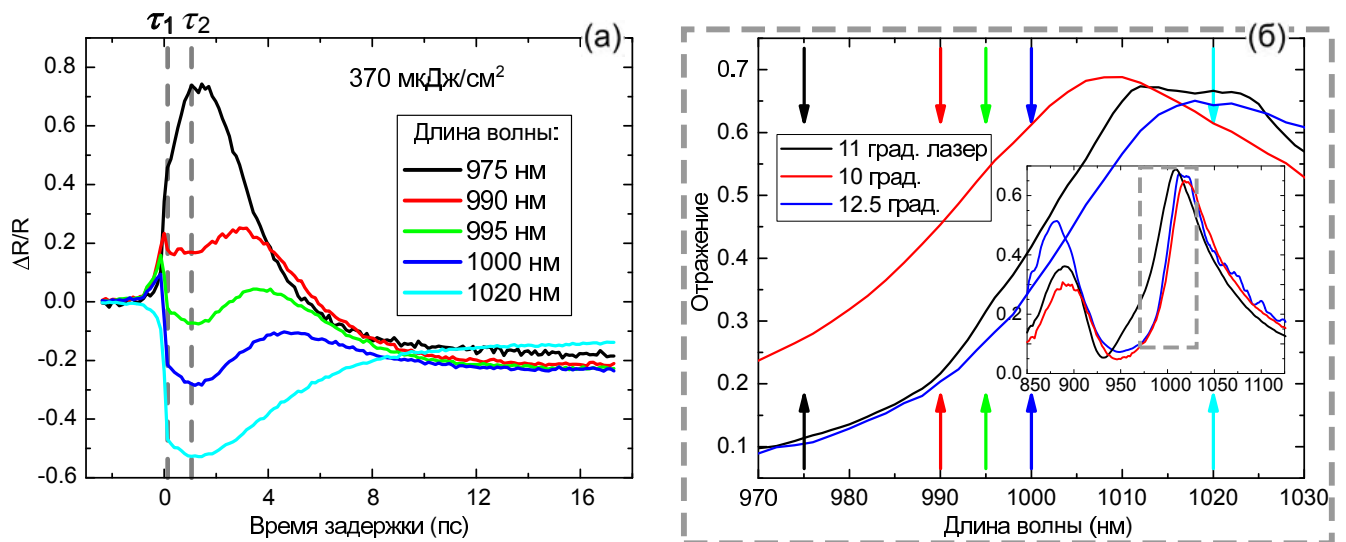 τ₁ τ₂
(а)
370 мкДж/см²
Длина волны:
975 нм
990 нм
995 нм
1000 нм
1020 нм
ΔR/R
0.8
0.6
0.4
0.2
0.0
-0.2
-0.4
-0.6
0 4 8 12 16
Время задержки (пс)
(б)
Отражение
0.7
0.6
0.5
0.4
0.3
0.2
0.1
11 град. лазер
10 град.
12.5 град.
0.6
0.4
0.2
0.0
850 900 950 1000 1050 1100
970 980 990 1000 1010 1020 1030
Длина волны (нм)